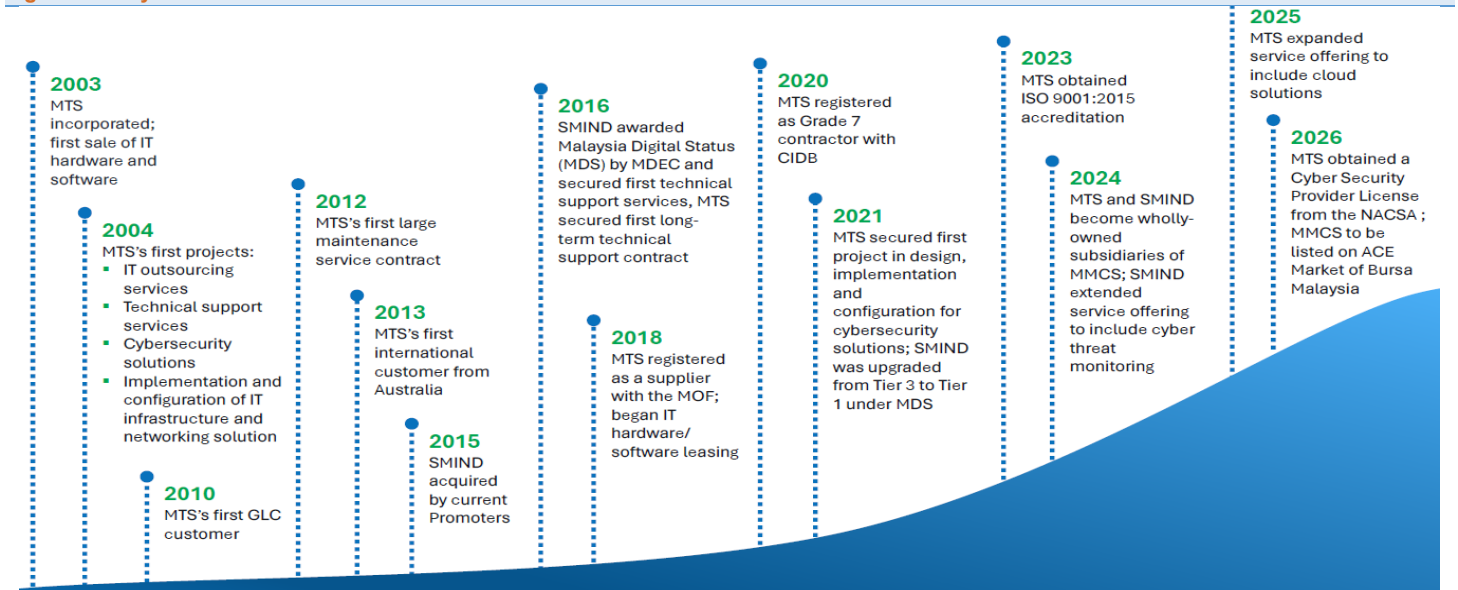 2003
MTS
incorporated;
first sale of IT
hardware and
software
2004
MTS's first projects:
▪ IT outsourcing
services
▪ Technical support
services
▪ Cybersecurity
solutions
▪ Implementation and
configuration of IT
infrastructure and
networking solution
2010
MTS's first GLC
customer
2012
MTS's first large
maintenance
service contract
2013
MTS's first
international
customer from
Australia
2015
SMIND
acquired
by current
Promoters
2016
SMIND awarded
Malaysia Digital Status
(MDS) by MDEC and
secured first technical
support services, MTS
secured first long-
term technical
support contract
2018
MTS registered
as a supplier
with the MOF;
began IT
hardware/
software leasing
2020
MTS registered
as Grade 7
contractor with
CIDB
2021
MTS secured first
project in design,
implementation
and
configuration for
cybersecurity
solutions; SMIND
was upgraded
from Tier 3 to Tier
1 under MDS
2023
MTS obtained
ISO 9001:2015
accreditation
2024
MTS and SMIND
become wholly-
owned
subsidiaries of
MMCS; SMIND
extended
service offering
to include cyber
threat
monitoring
2025
MTS expanded
service offering to
include cloud
solutions
2026
MTS obtained a
Cyber Security
Provider License
from the NACSA ;
MMCS to be
listed on ACE
Market of Bursa
Malaysia